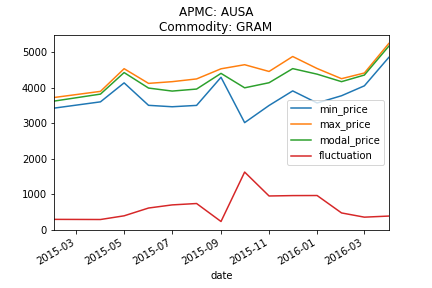 APMC: AUSA
Commodity: GRAM
5000
4000
3000
2000
1000
0
min_price
max_price
modal_price
fluctuation
2015-03
2015-05
2015-07
2015-09
2015-11
2016-01
2016-03
date